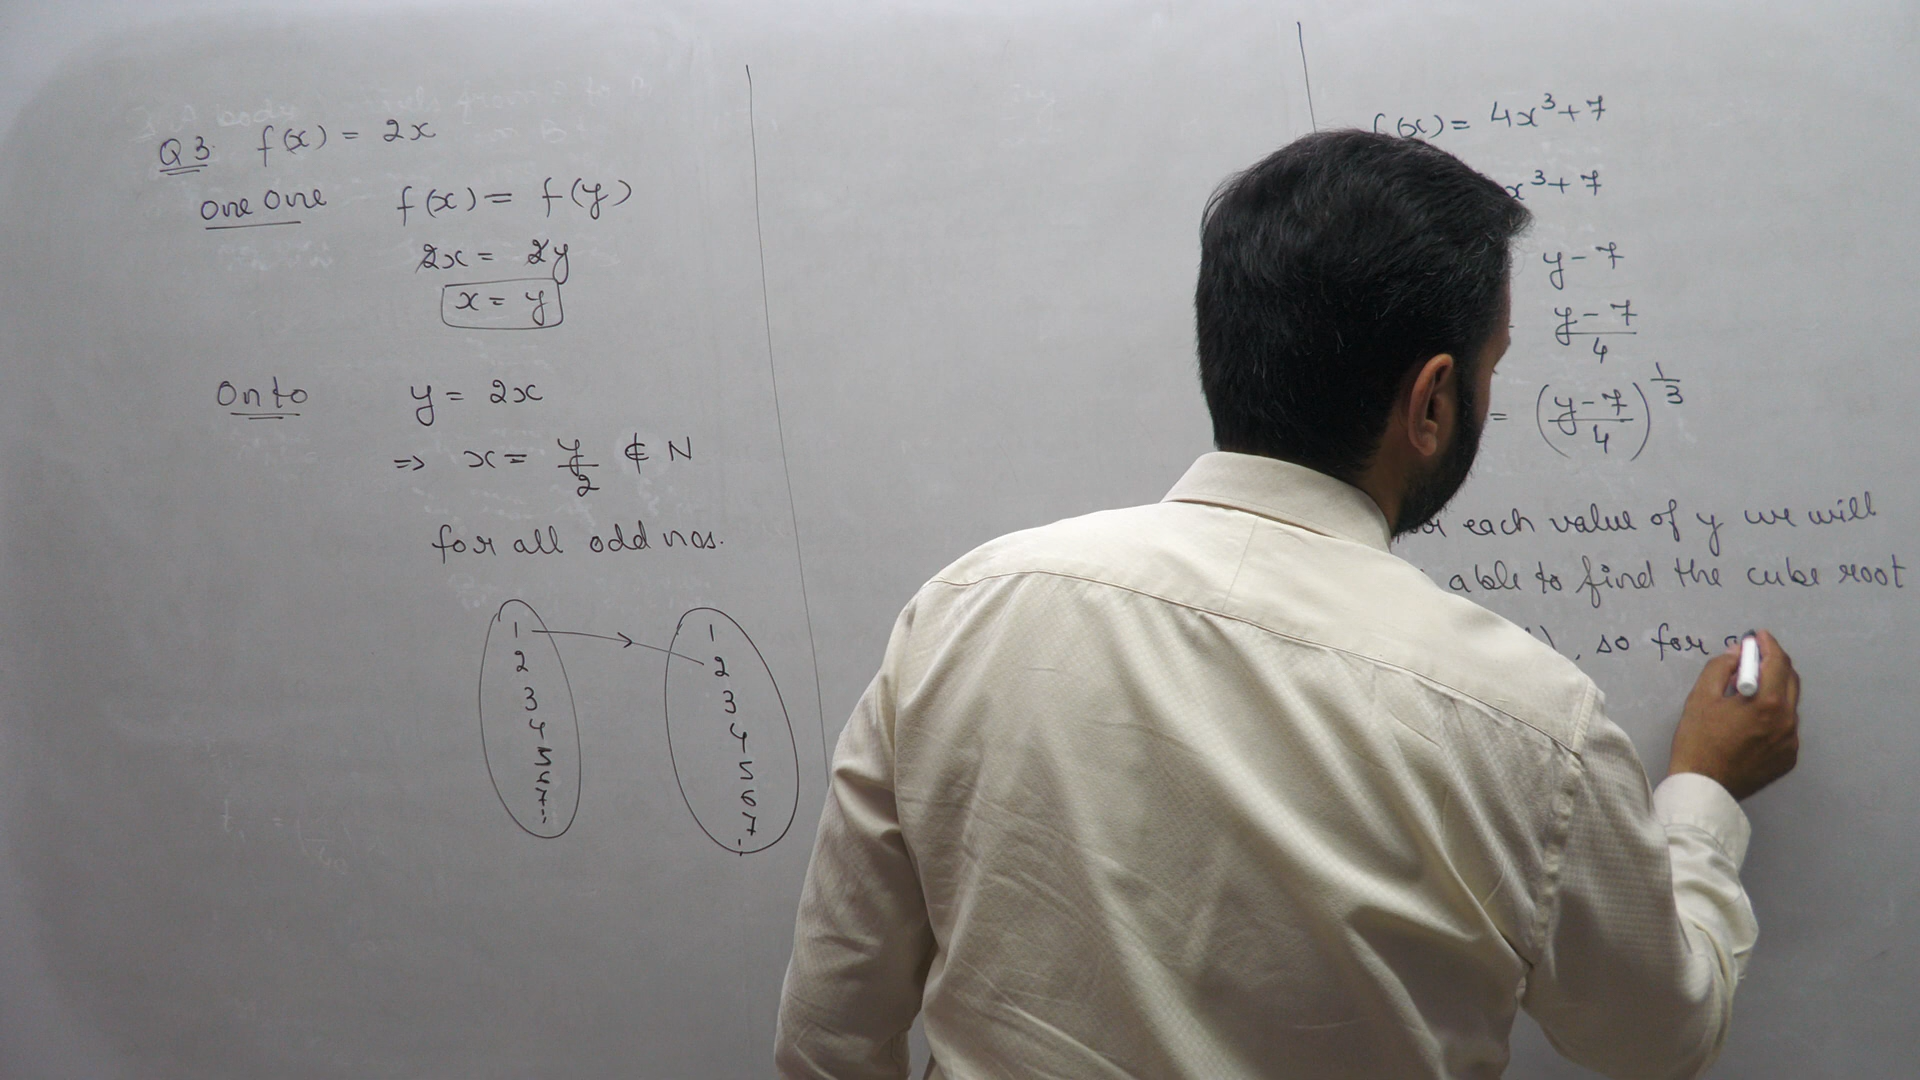 Q3. f(x) = 2x
One One f(x) = f(y)
2x = 2y
x = y
Onto y = 2x
⇒ x = y/2 ∉ N
for all odd nos.
1 1
2 2
3 3
4 4
5 5
6 6
7 7
f(x) = 4x³+7
x³+7
y-7
y-7/4
= (y-7/4)^1/3
each value of y we will
able to find the cube root
, so for